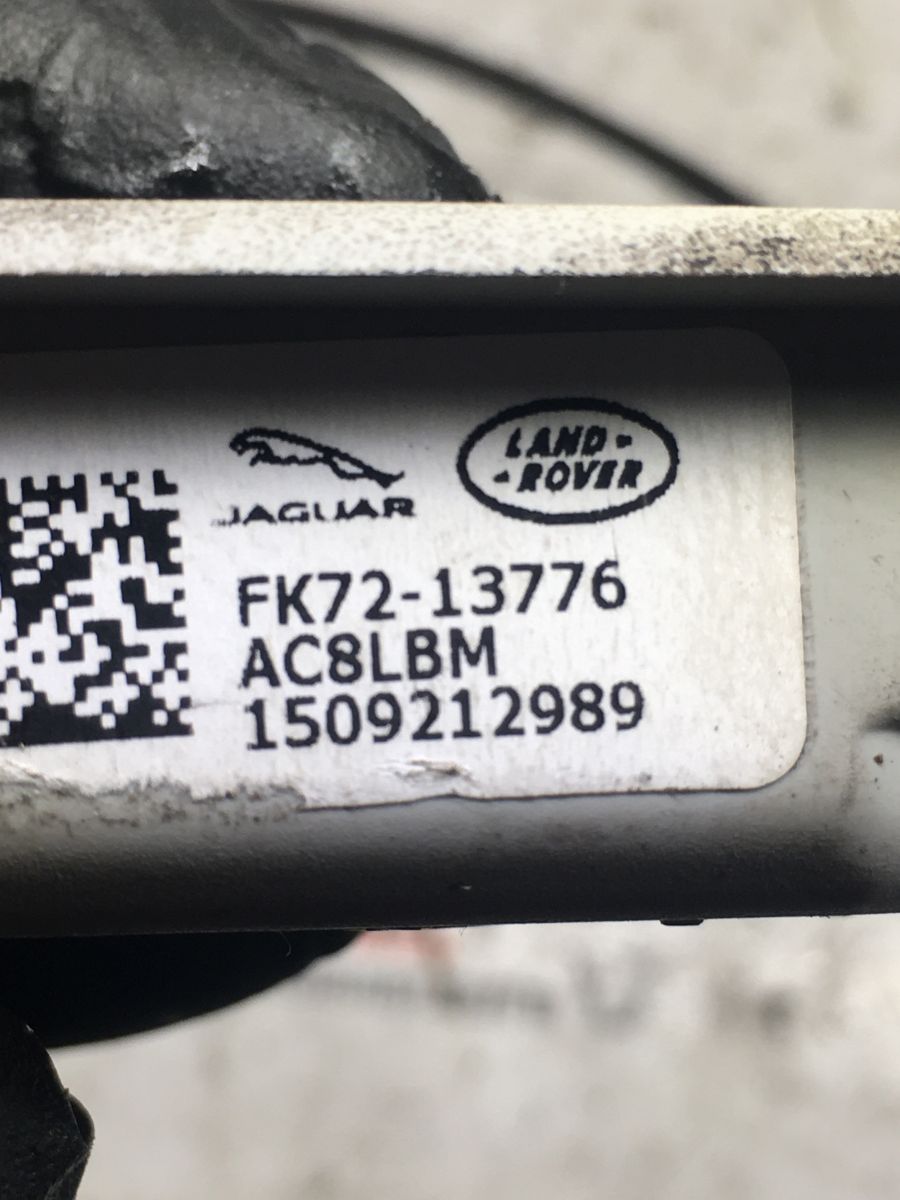 JAGUAR
LAND-
-ROVER
FK72-13776
AC8LBM
1509212989